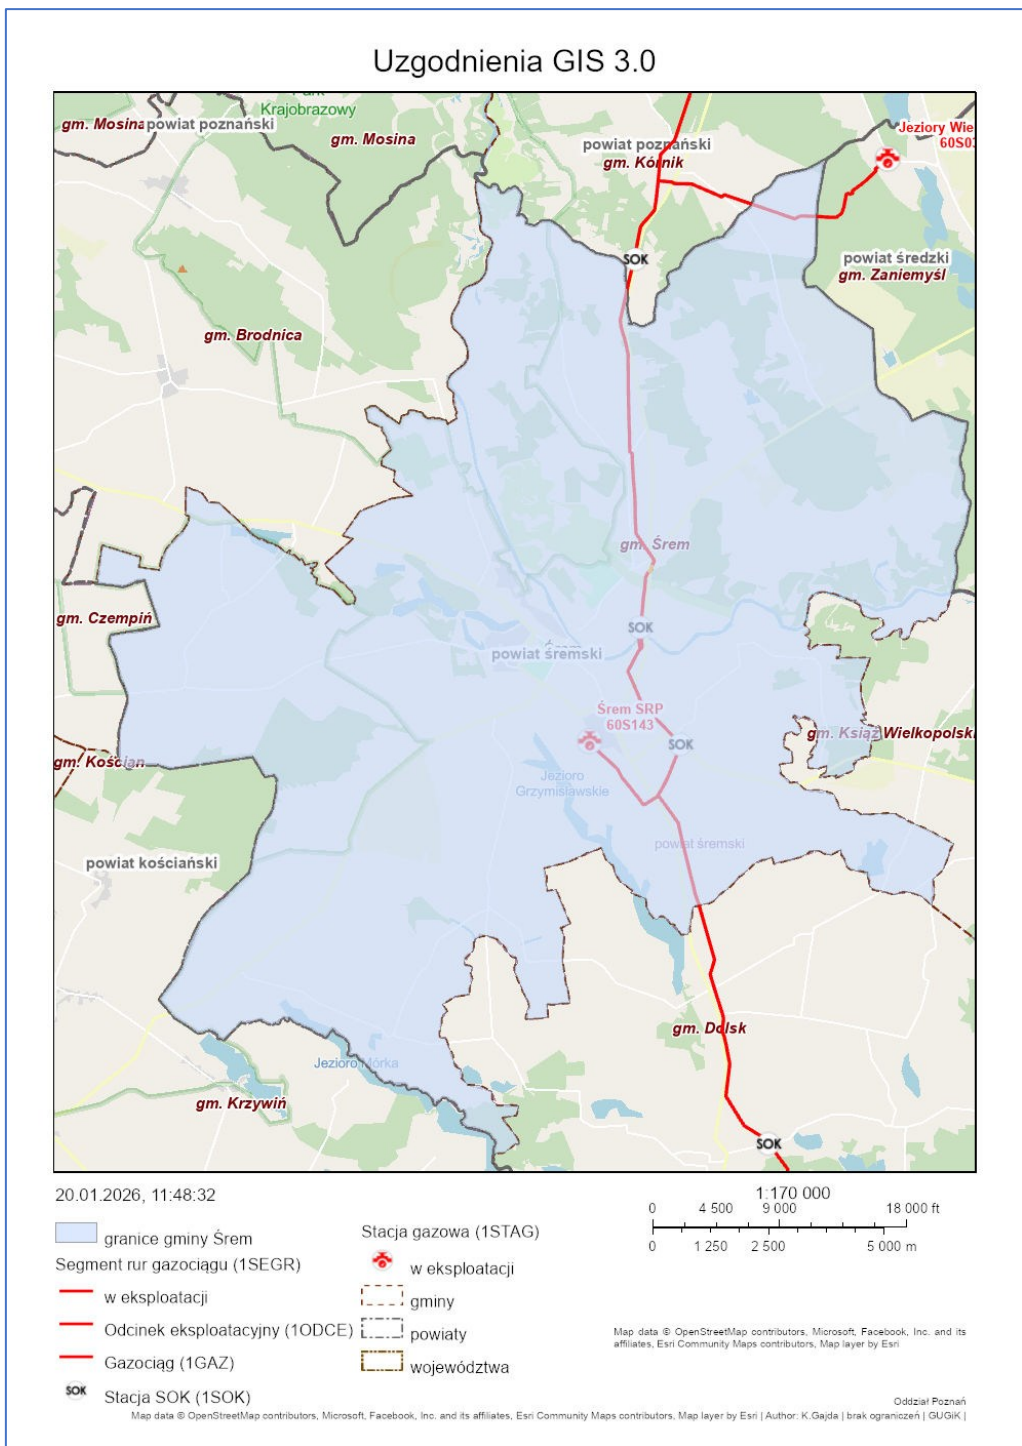 Uzgodnienia GIS 3.0
Krajobrazowy
gm. Mosina
powiat poznański
gm. Mosina
powiat poznański
gm. Kórnik
Jeziory Wie
60S03
SOK
powiat średzki
gm. Zaniemyśl
gm. Brodnica
gm. Śrem
gm. Czempiń
SOK
powiat śremski
Śrem SRP
60S143
SOK
gm. Książ Wielkopolski
gm. Kościan
Jezioro
Grzymisławskie
powiat śremski
powiat kościański
gm. Dolsk
Jezioro Mórka
gm. Krzywiń
SOK
20.01.2026, 11:48:32
1:170 000
0 4 500 9 000 18 000 ft
0 1 250 2 500 5 000 m
granice gminy Śrem
Segment rur gazociągu (1SEGR)
w eksploatacji
Odcinek eksploatacyjny (1ODCE)
Gazociąg (1GAZ)
SOK Stacja SOK (1SOK)
Stacja gazowa (1STAG)
w eksploatacji
gminy
powiaty
województwa
Map data © OpenStreetMap contributors, Microsoft, Facebook, Inc. and its
affiliates, Esri Community Maps contributors, Map layer by Esri
Oddział Poznań
Map data © OpenStreetMap contributors, Microsoft, Facebook, Inc. and its affiliates, Esri Community Maps contributors, Map layer by Esri | Author: K.Gajda | brak ograniczeń | GUGiK |